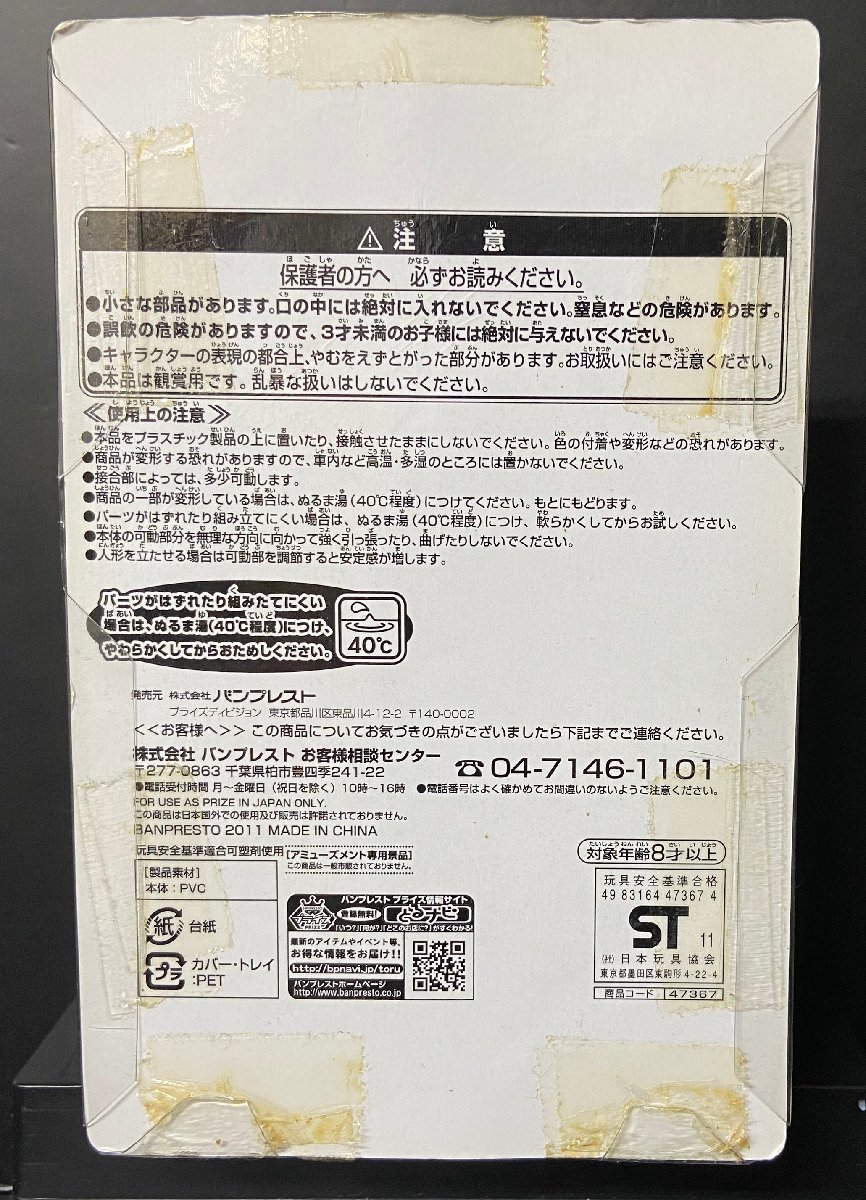 ⚠注意
保護者の方へ 必ずお読みください。
●小さな部品があります。口の中には絶対に入れないでください。窒息などの危険があります。
●誤飲の危険がありますので、3才未満のお子様には絶対に与えないでください。
●キャラクターの表現の都合上、やむをえずとがった部分があります。お取扱いにはご注意ください。
●本品は観賞用です。乱暴な扱いはしないでください。
≪使用上の注意≫
●本品をプラスチック製品の上に置いたり、接触させたままにしないでください。色の付着や変形などの恐れがあります。
●商品が変形する恐れがありますので、車内など高温・多湿のところには置かないでください。
●接合部によっては、多少可動します。
●商品の一部が変形している場合は、ぬるま湯(40℃程度)につけてください。もとにもどります。
●パーツがはずれたり組み立てにくい場合は、ぬるま湯(40℃程度)につけ、軟らかくしてからお試しください。
●本体の可動部分を無理な方向に向かって強く引っ張ったり、曲げたりしないでください。
●人形を立たせる場合は可動部を調節すると安定感が増します。
パーツがはずれたり組みたてにくい
場合は、ぬるま湯(40℃程度)につけ、
やわらかくしてからおためしください。
40℃
発売元 株式会社 バンプレスト
プライズディビジョン 東京都品川区東品川4-12-2 〒140-0002
<<お客様へ>> この商品についてお気づきの点がございましたら下記までご連絡ください。
株式会社 バンプレスト お客様相談センター
〒277-0863 千葉県柏市豊四季241-22 ☎04-7146-1101
●電話受付時間 月～金曜日(祝日を除く)10時～16時 ●電話番号はよく確かめてお間違いのないようご注意ください。
FOR USE AS PRIZE IN JAPAN ONLY.
この商品は日本国外での使用及び販売は許諾されておりません。
BANPRESTO 2011 MADE IN CHINA
玩具安全基準適合可塑剤使用
[アミューズメント専用景品]
この商品は一般市販されておりません。
[製品素材]
本体:PVC
紙 台紙
プラ カバー・トレイ
:PET
バンプレスト プライズ情報サイト
登録無料! とるナビ
「いつ?」「何が?」「どこのお店に?」がすぐわかる!
最新のアイテムやイベント等、
お得な情報をお届け!!
http://bpnavi.jp/toru
バンプレストホームページ
http://www.banpresto.co.jp
対象年齢8才以上
玩具安全基準合格
49 83164 47367 4
ST 11
(社)日本玩具協会
東京都墨田区東駒形4-22-4
商品コード 47367